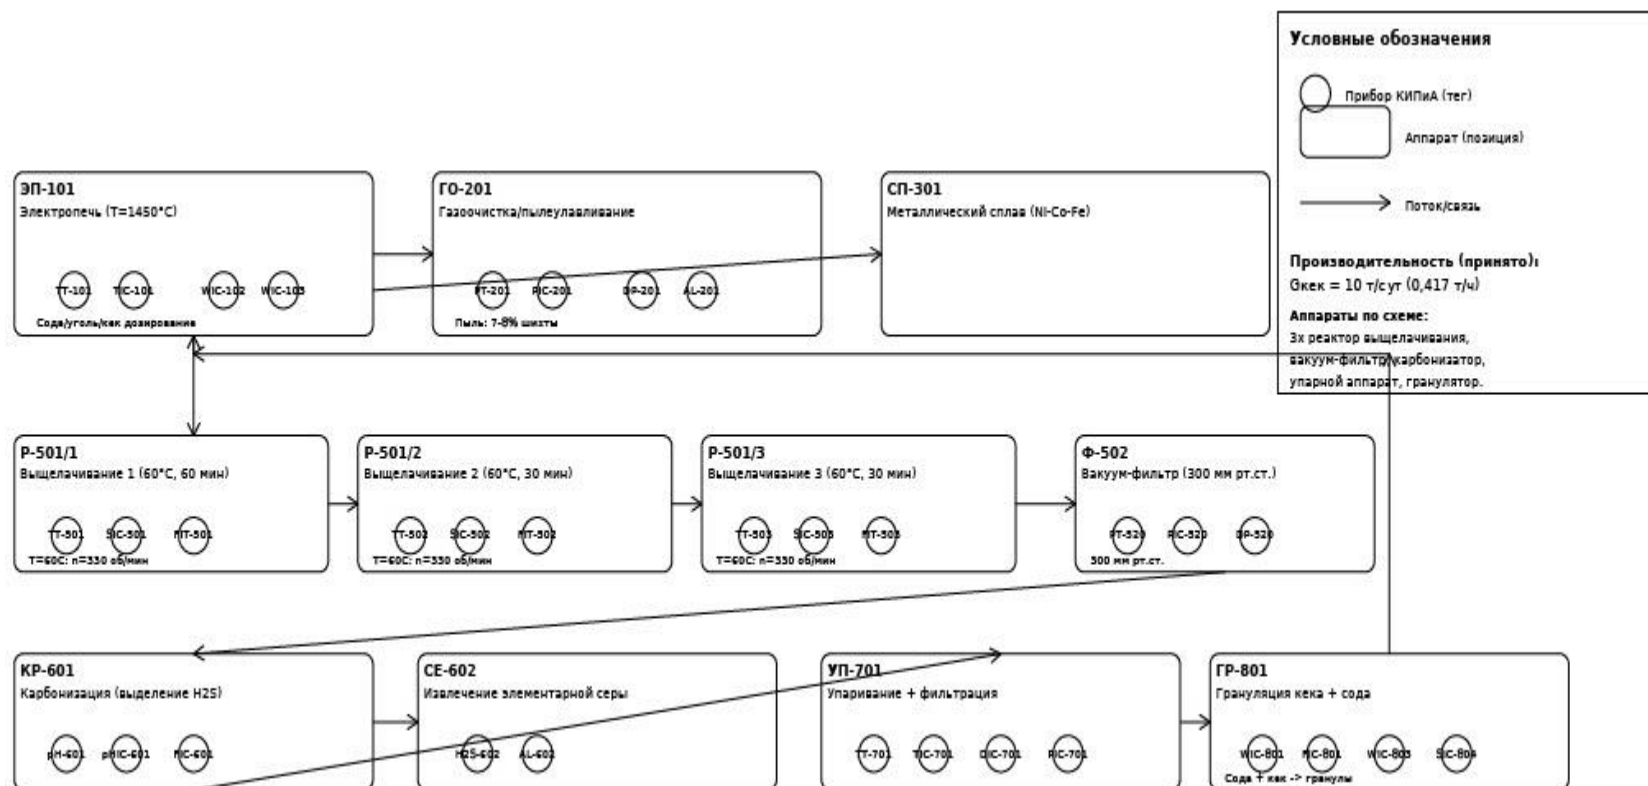 Условные обозначения
Прибор КИПиА (тег)
Аппарат (позиция)
Поток/связь
Производительность (принято):
Gкек = 10 т/сут (0,417 т/ч)
Аппараты по схеме:
3х реактор выщелачивания,
вакуум-фильтр, карбонизатор,
упарной аппарат, гранулятор.
ЭП-101
Электропечь (T=1450°C)
TT-101 TIC-101 WIC-102 WIC-103
Сода/уголь/кек дозирование
ГО-201
Газоочистка/пылеулавливание
PT-201 PIC-201 DP-201 AL-201
Пыль: 7-8% шихты
СП-301
Металлический сплав (Ni-Co-Fe)
Р-501/1
Выщелачивание 1 (60°C, 60 мин)
TT-501 SIC-501 FIT-501
T=60C: n=330 об/мин
Р-501/2
Выщелачивание 2 (60°C, 30 мин)
TT-502 SIC-502 FIT-502
T=60C: n=330 об/мин
Р-501/3
Выщелачивание 3 (60°C, 30 мин)
TT-503 SIC-503 FIT-503
T=60C: n=330 об/мин
Ф-502
Вакуум-фильтр (300 мм рт.ст.)
PT-520 PIC-520 DP-520
300 мм рт.ст.
КР-601
Карбонизация (выделение H2S)
pH-601 pHIC-601 FIC-601
СЕ-602
Извлечение элементарной серы
H2S-602 AL-602
УП-701
Упаривание + фильтрация
TT-701 TIC-701 DIC-701 PIC-701
ГР-801
Грануляция кека + сода
WIC-801 WIC-803 SIC-804
Сода + кек -> гранулы